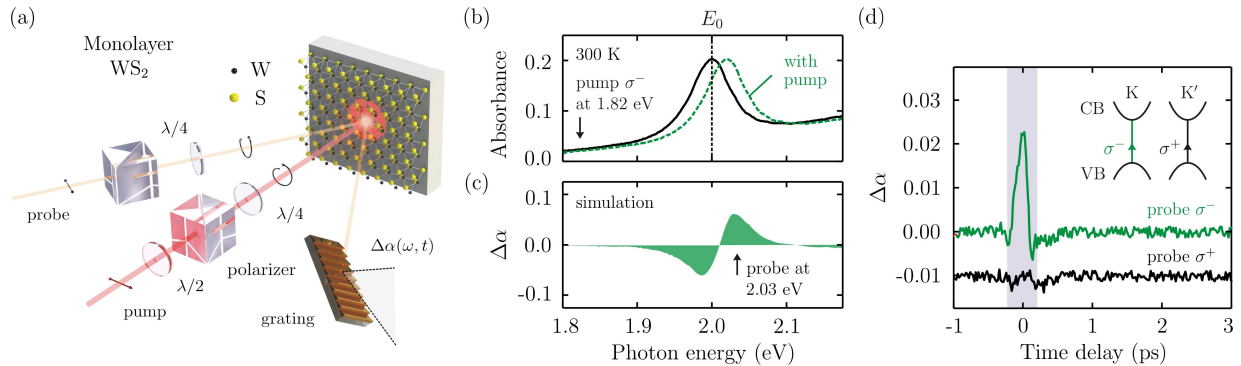 (a)
Monolayer
WS₂
W
S
λ/4
probe
λ/4
Δα(ω, t)
polarizer
λ/2
pump
grating
(b)
E₀
300 K
pump σ⁻
at 1.82 eV
with
pump
Absorbance
0.2
0.1
0.0
(c)
simulation
Δα
0.1
0.0
-0.1
probe at
2.03 eV
1.8
1.9
2.0
2.1
Photon energy (eV)
(d)
Δα
0.03
0.02
0.01
0.00
-0.01
K
K′
CB
σ⁻
σ⁺
VB
probe σ⁻
probe σ⁺
-1
0
1
2
3
Time delay (ps)